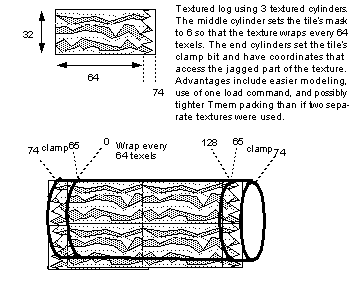 Textured log using 3 textured cylinders.
The middle cylinder sets the tile's mask
to 6 so that the texture wraps every 64
texels. The end cylinders set the tile's
clamp bit and have coordinates that
access the jagged part of the texture.
Advantages include easier modeling,
use of one load command, and possibly
tighter Tmem packing than if two sepa-
rate textures were used.
32
64
74
74 clamp 65 0 Wrap every
64 texels
128 65 clamp 74